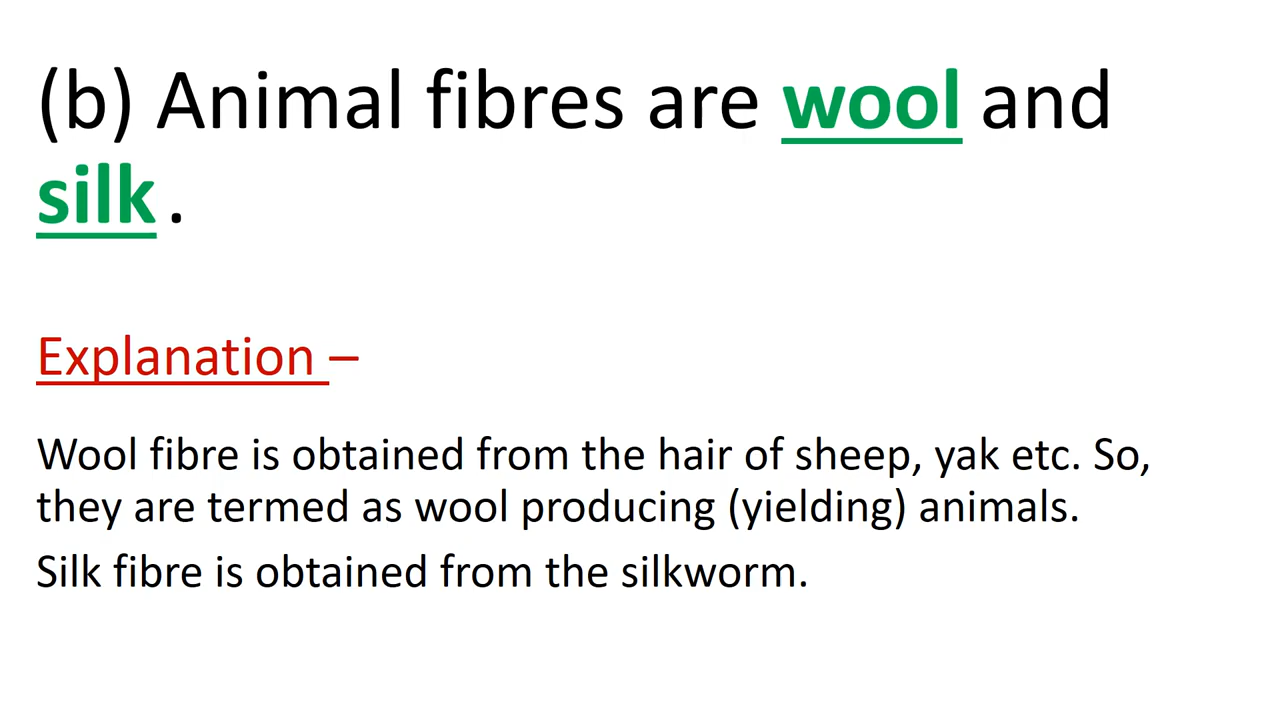 (b) Animal fibres are wool and
silk .
Explanation –
Wool fibre is obtained from the hair of sheep, yak etc. So,
they are termed as wool producing (yielding) animals.
Silk fibre is obtained from the silkworm.